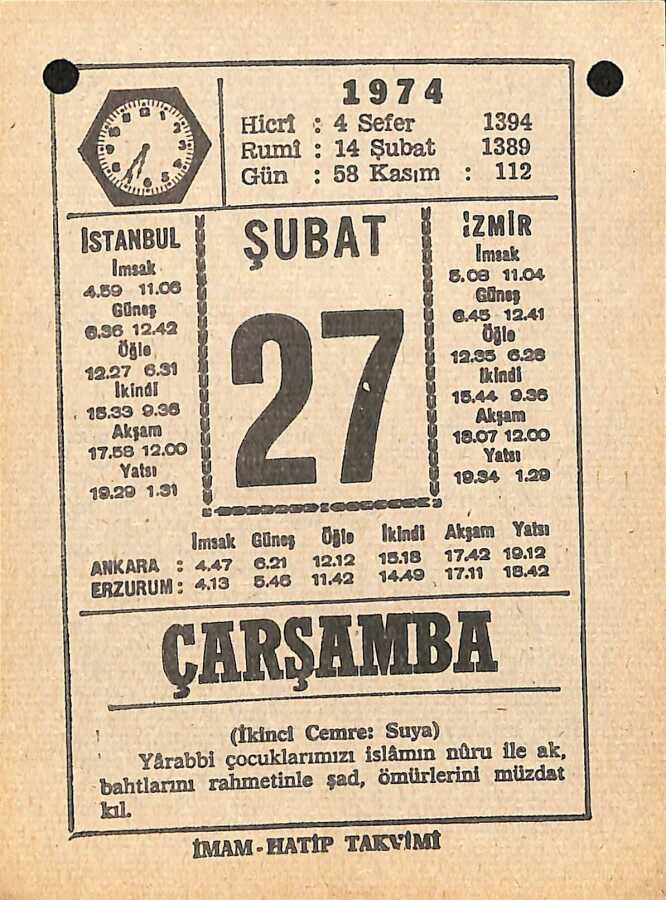 1974
Hicrî : 4 Sefer 1394
Rumî : 14 Şubat 1389
Gün : 58 Kasım : 112
İSTANBUL
İmsak
4.59 11.06
Güneş
6.36 12.42
Öğle
12.27 6.31
İkindi
15.33 9.36
Akşam
17.58 12.00
Yatsı
19.29 1.31
ŞUBAT
27
İZMİR
İmsak
5.08 11.04
Güneş
6.45 12.41
Öğle
12.35 6.28
İkindi
15.44 9.36
Akşam
18.07 12.00
Yatsı
19.34 1.29
İmsak Güneş Öğle İkindi Akşam Yatsı
ANKARA : 4.47 6.21 12.12 15.18 17.42 19.12
ERZURUM : 4.13 5.46 11.42 14.49 17.11 18.42
ÇARŞAMBA
(İkinci Cemre: Suya)
Yârabbi çocuklarımızı islâmın nûru ile ak,
bahtlarını rahmetinle şad, ömürlerini müzdat
kıl.
İMAM-HATİP TAKVİMİ